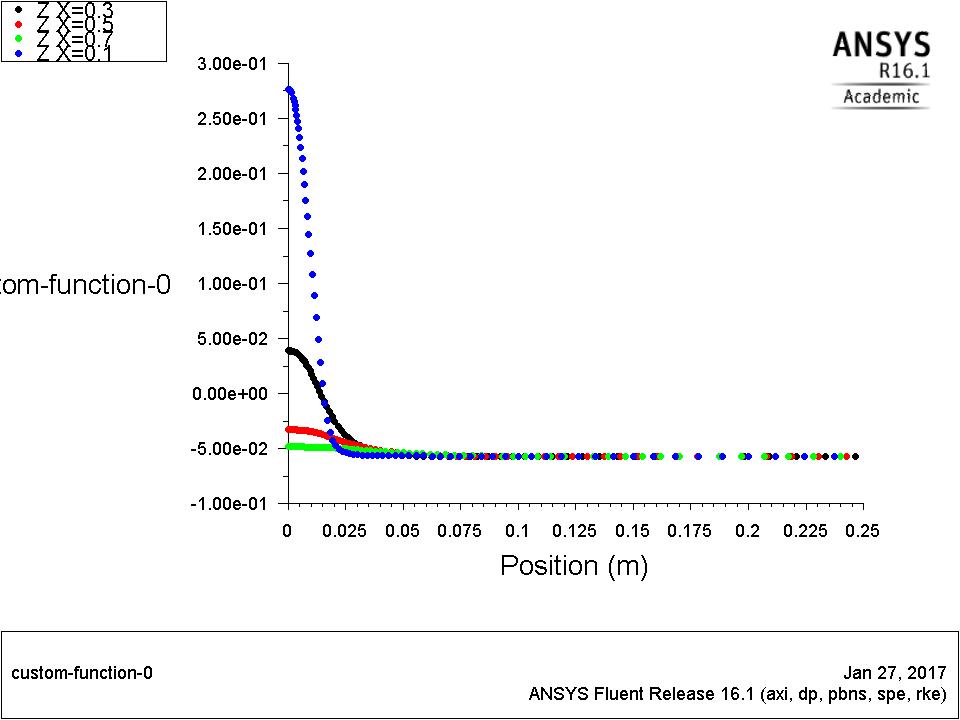 Z X=0.3
Z X=0.5
Z X=0.7
Z X=0.1
ANSYS
R16.1
Academic
3.00e-01
2.50e-01
2.00e-01
1.50e-01
1.00e-01
5.00e-02
0.00e+00
-5.00e-02
-1.00e-01
tom-function-0
0 0.025 0.05 0.075 0.1 0.125 0.15 0.175 0.2 0.225 0.25
Position (m)
custom-function-0
Jan 27, 2017
ANSYS Fluent Release 16.1 (axi, dp, pbns, spe, rke)